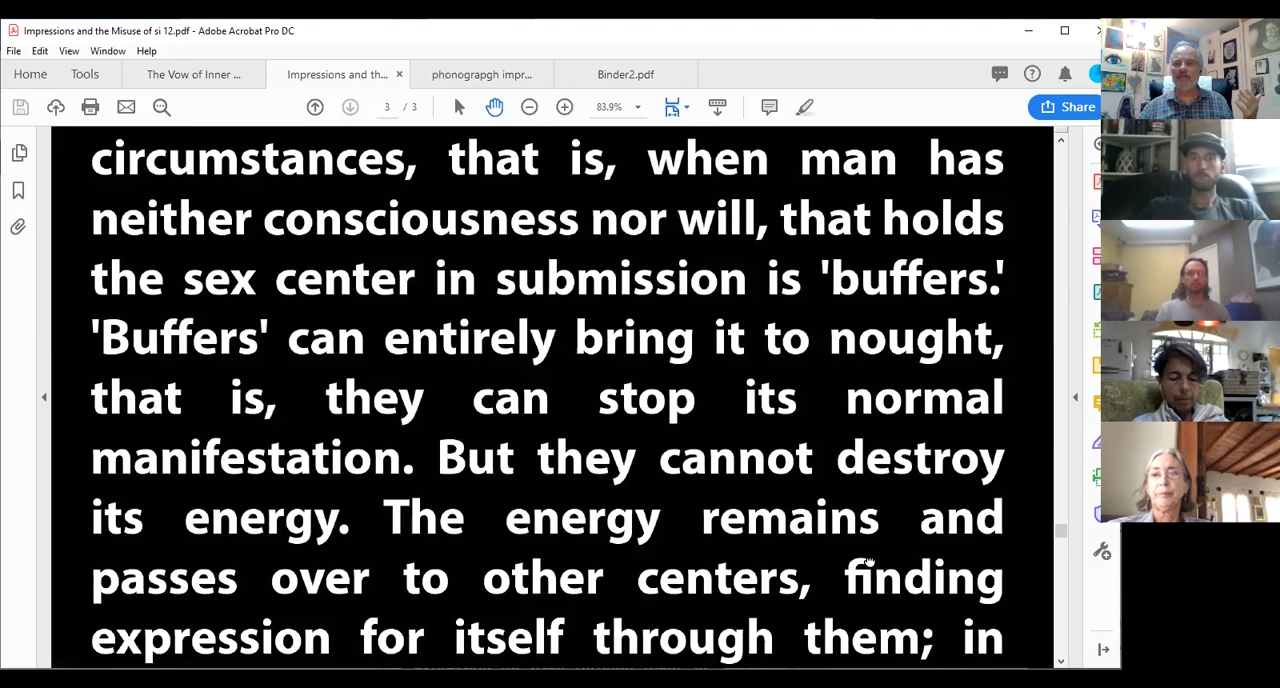 Impressions and the Misuse of si 12.pdf - Adobe Acrobat Pro DC
File Edit View Window Help
Home Tools The Vow of Inner ... Impressions and th... × phonograpgh impr... Binder2.pdf
3 / 3 83.9% Share
circumstances, that is, when man has
neither consciousness nor will, that holds
the sex center in submission is 'buffers.'
'Buffers' can entirely bring it to nought,
that is, they can stop its normal
manifestation. But they cannot destroy
its energy. The energy remains and
passes over to other centers, finding
expression for itself through them; in